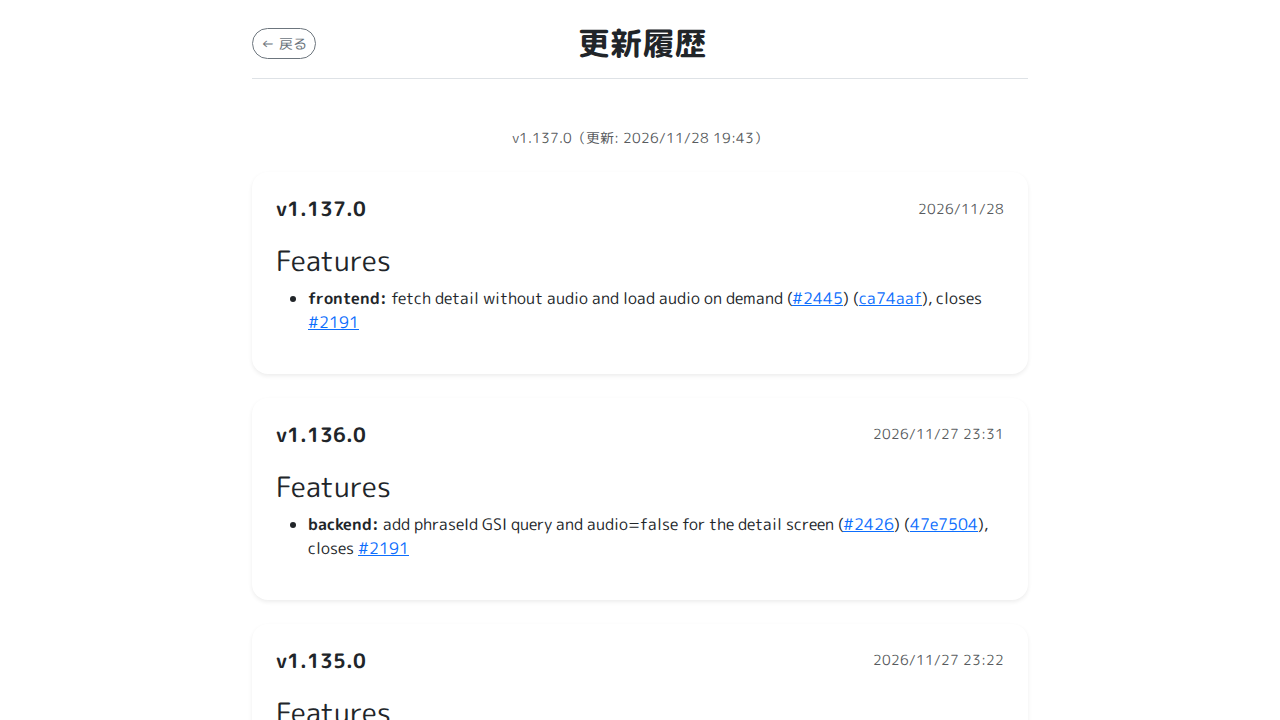 ← 戻る
更新履歴
v1.137.0（更新: 2026/11/28 19:43）
v1.137.0
2026/11/28
Features
frontend: fetch detail without audio and load audio on demand (#2445) (ca74aaf), closes
#2191
v1.136.0
2026/11/27 23:31
Features
backend: add phraseId GSI query and audio=false for the detail screen (#2426) (47e7504),
closes #2191
v1.135.0
2026/11/27 23:22
Features